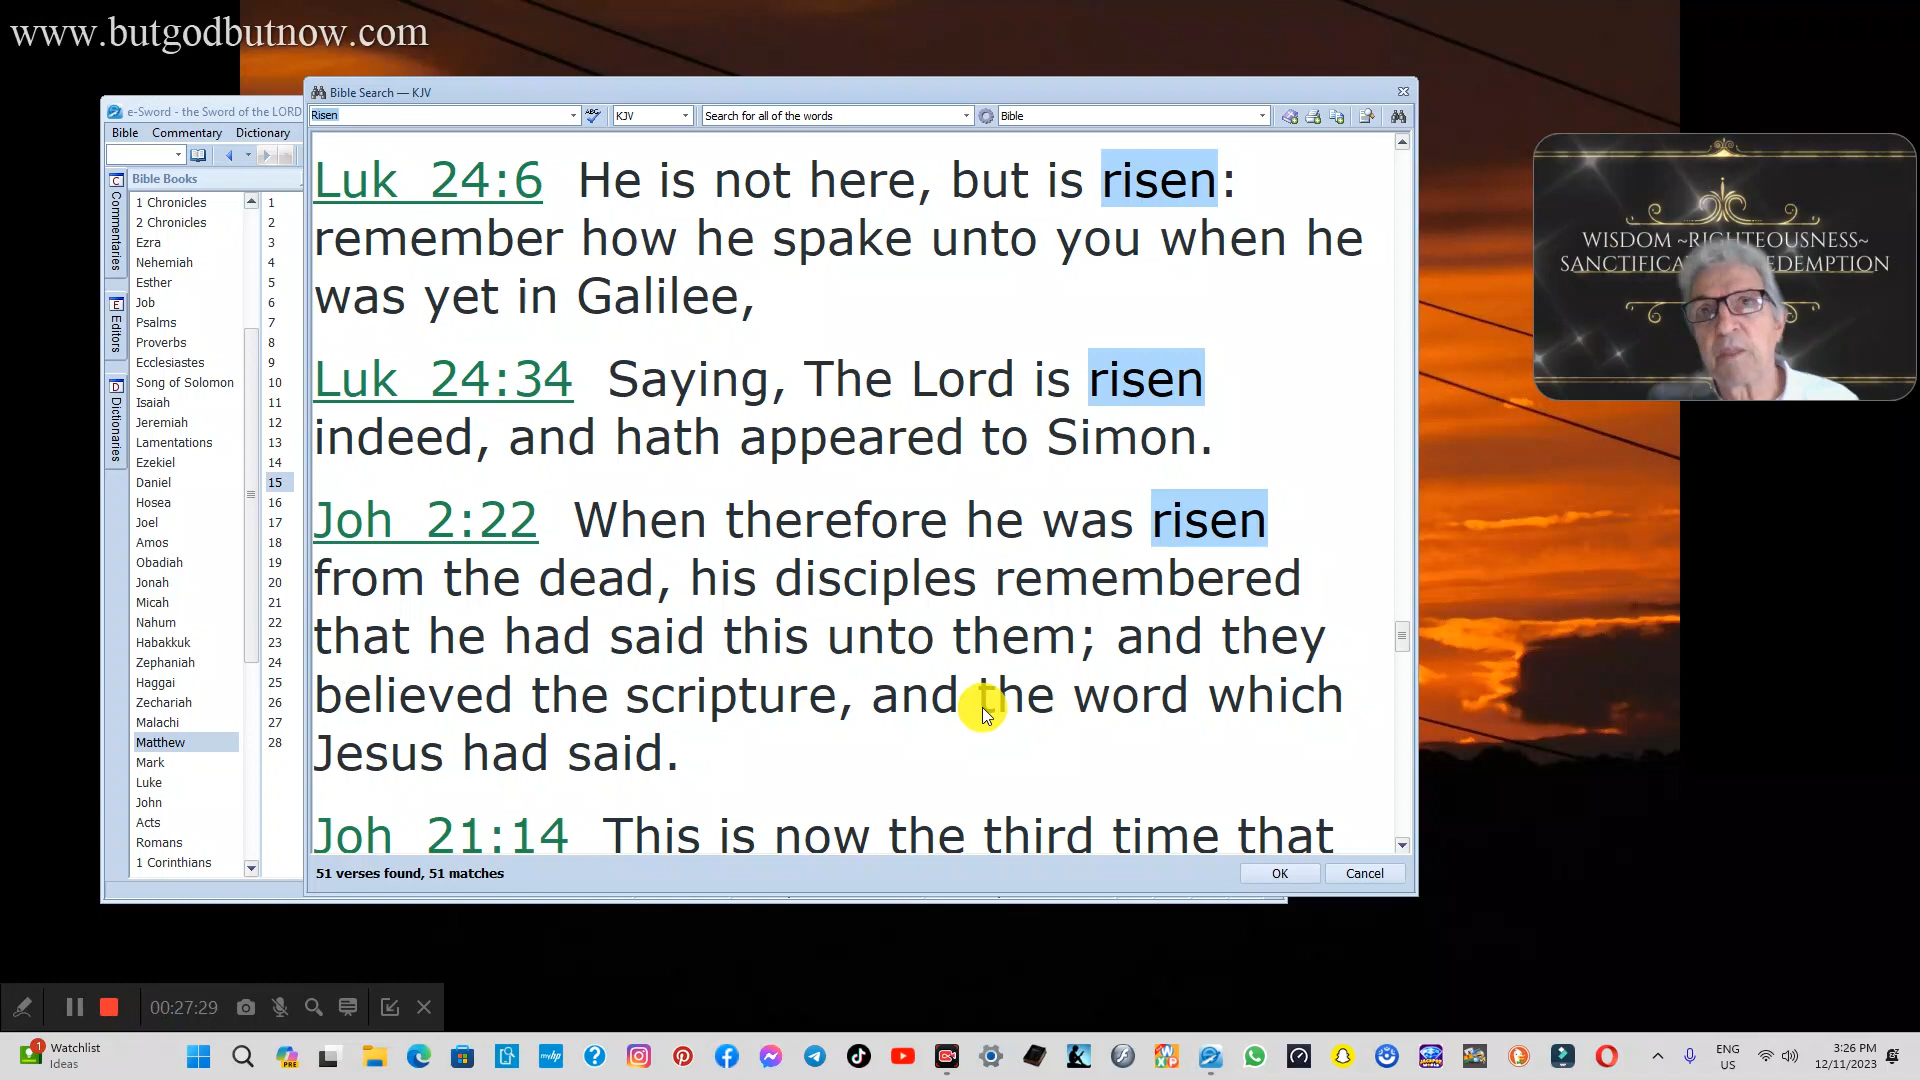 www.butgodbutnow.com
Bible Search — KJV
e-Sword - the Sword of the LORD
Risen
ABC
KJV
Search for all of the words
Bible
Bible Commentary Dictionary
Bible Books
C Commentaries
E Editors
D Dictionaries
1 Chronicles 1
2 Chronicles 2
Ezra 3
Nehemiah 4
Esther 5
Job 6
Psalms 7
Proverbs 8
Ecclesiastes 9
Song of Solomon 10
Isaiah 11
Jeremiah 12
Lamentations 13
Ezekiel 14
Daniel 15
Hosea 16
Joel 17
Amos 18
Obadiah 19
Jonah 20
Micah 21
Nahum 22
Habakkuk 23
Zephaniah 24
Haggai 25
Zechariah 26
Malachi 27
Matthew 28
Mark
Luke
John
Acts
Romans
1 Corinthians
Luk 24:6 He is not here, but is risen:
remember how he spake unto you when he
was yet in Galilee,
Luk 24:34 Saying, The Lord is risen
indeed, and hath appeared to Simon.
Joh 2:22 When therefore he was risen
from the dead, his disciples remembered
that he had said this unto them; and they
believed the scripture, and the word which
Jesus had said.
Joh 21:14 This is now the third time that
51 verses found, 51 matches
OK
Cancel
WISDOM ~RIGHTEOUSNESS~
00:27:29
1
Watchlist
Ideas
PRE
myhp
ENG
US
3:26 PM
12/11/2023